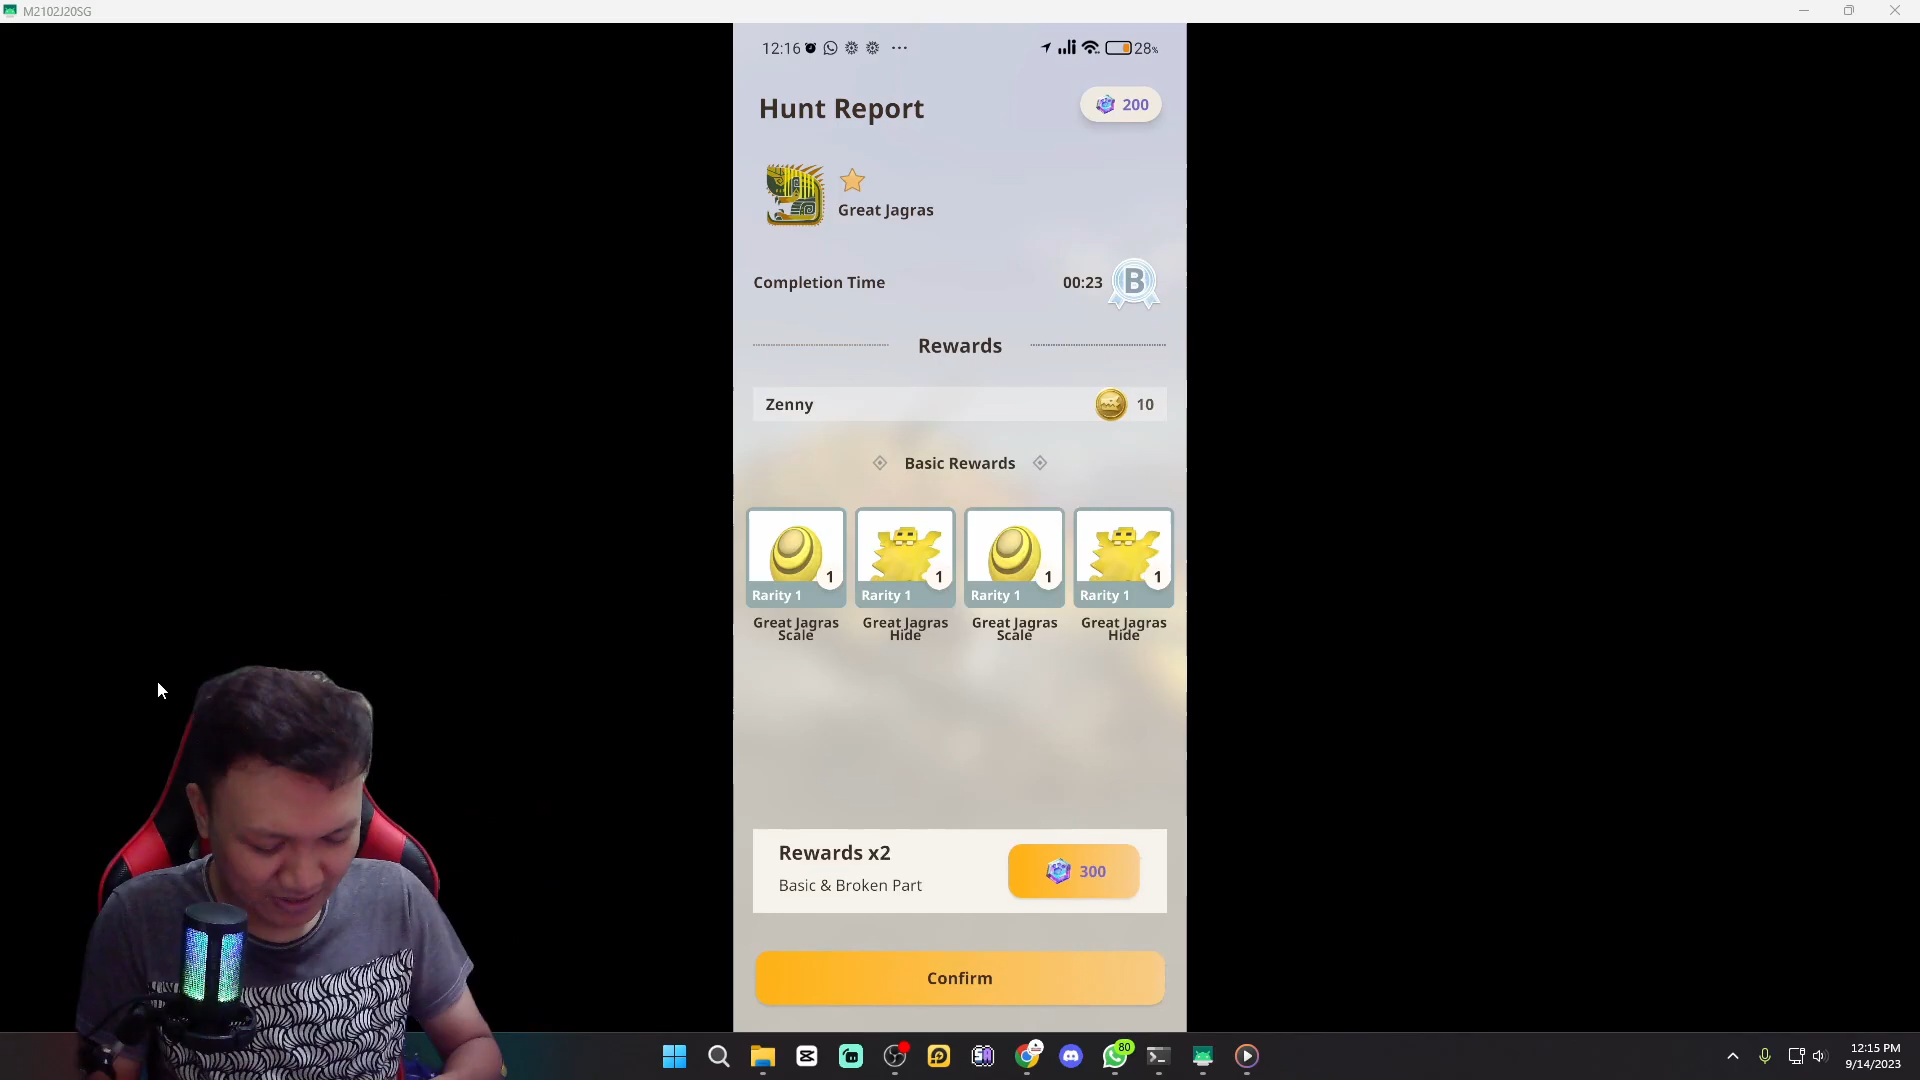 M2102J20SG
12:16 ... 28%
Hunt Report
200
Great Jagras
Completion Time 00:23 B
Rewards
Zenny 10
Basic Rewards
1 1 1 1
Rarity 1 Rarity 1 Rarity 1 Rarity 1
Great Jagras Great Jagras Great Jagras Great Jagras
Scale Hide Scale Hide
Rewards x2
300
Basic & Broken Part
Confirm
80
SA
12:15 PM
9/14/2023